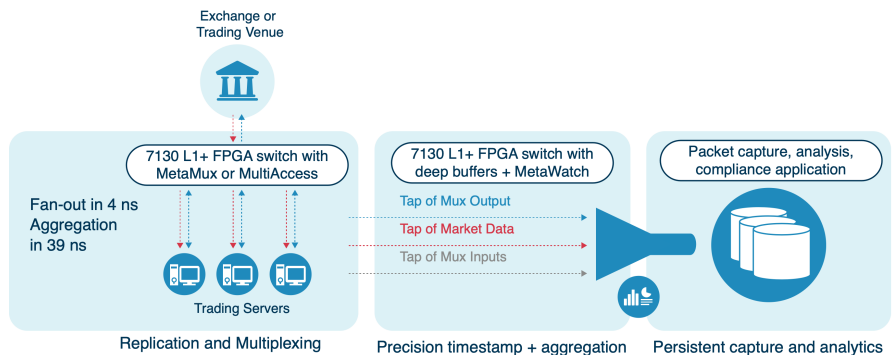 Exchange or
Trading Venue
7130 L1+ FPGA switch with
MetaMux or MultiAccess
Fan-out in 4 ns
Aggregation
in 39 ns
Trading Servers
Replication and Multiplexing
7130 L1+ FPGA switch with
deep buffers + MetaWatch
Tap of Mux Output
Tap of Market Data
Tap of Mux Inputs
Precision timestamp + aggregation
Packet capture, analysis,
compliance application
Persistent capture and analytics